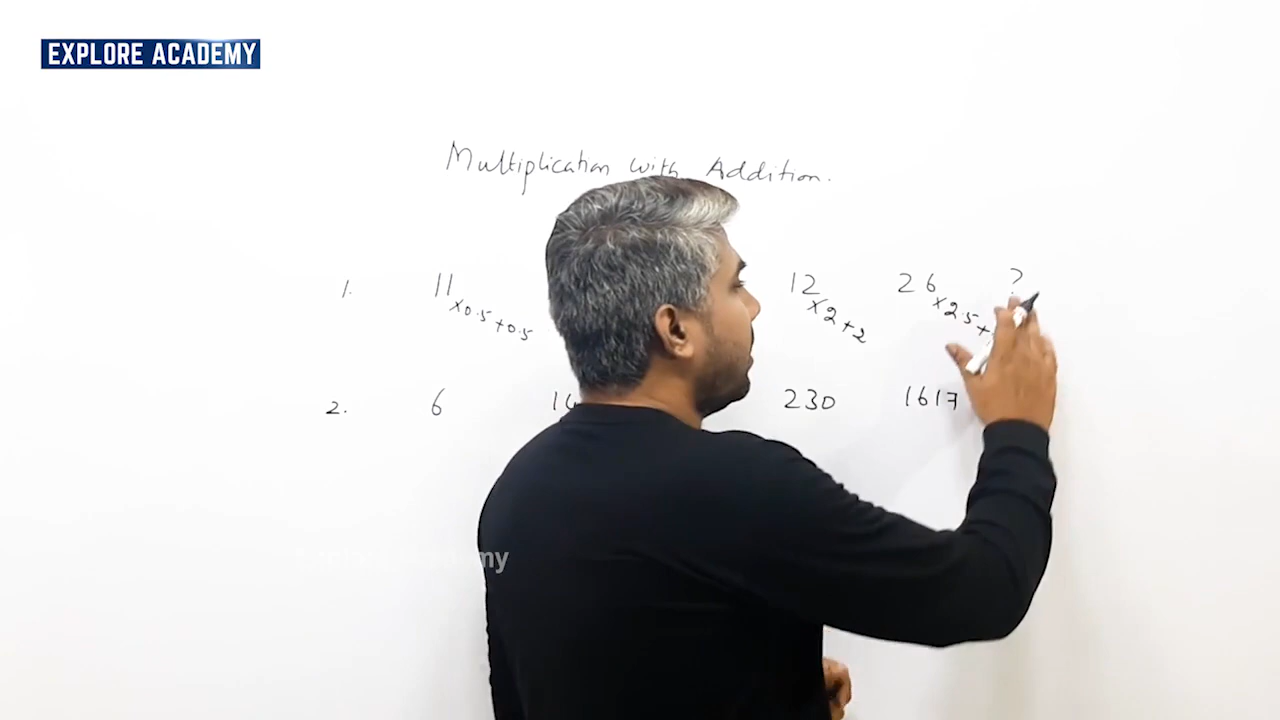 EXPLORE ACADEMY
Multiplication with Addition.
1. 11 ×0.5+0.5 12 ×2+2 26 ×2.5+ ?
2. 6 230 1617